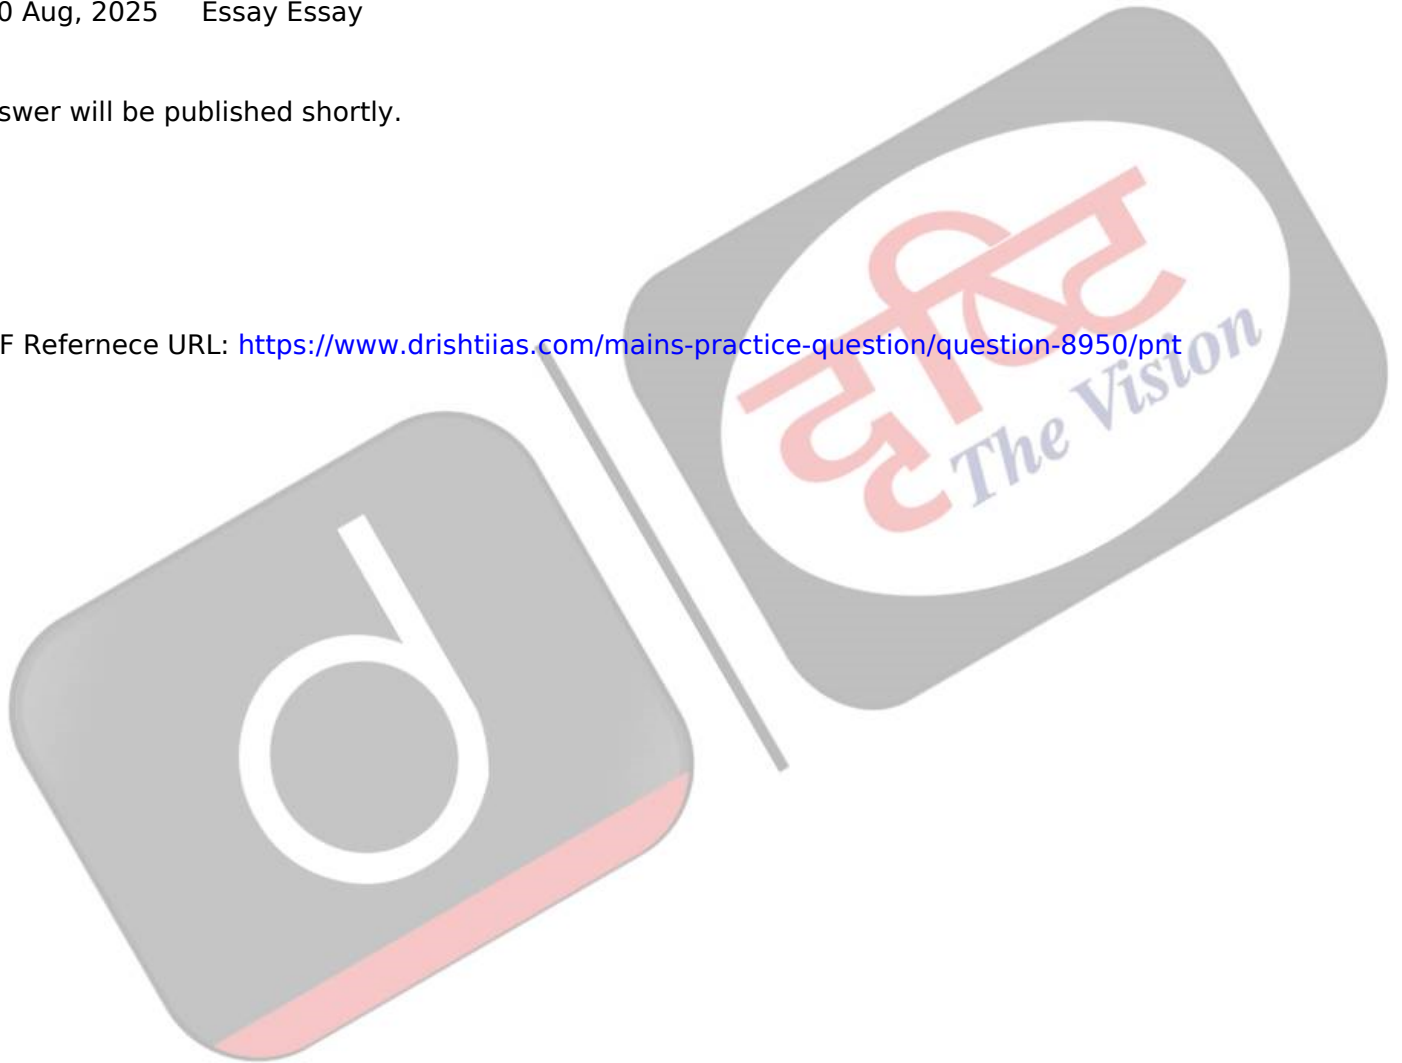 0 Aug, 2025 Essay Essay
swer will be published shortly.
F Refernece URL: https://www.drishtiias.com/mains-practice-question/question-8950/pnt
दृष्टि
The Vision
d